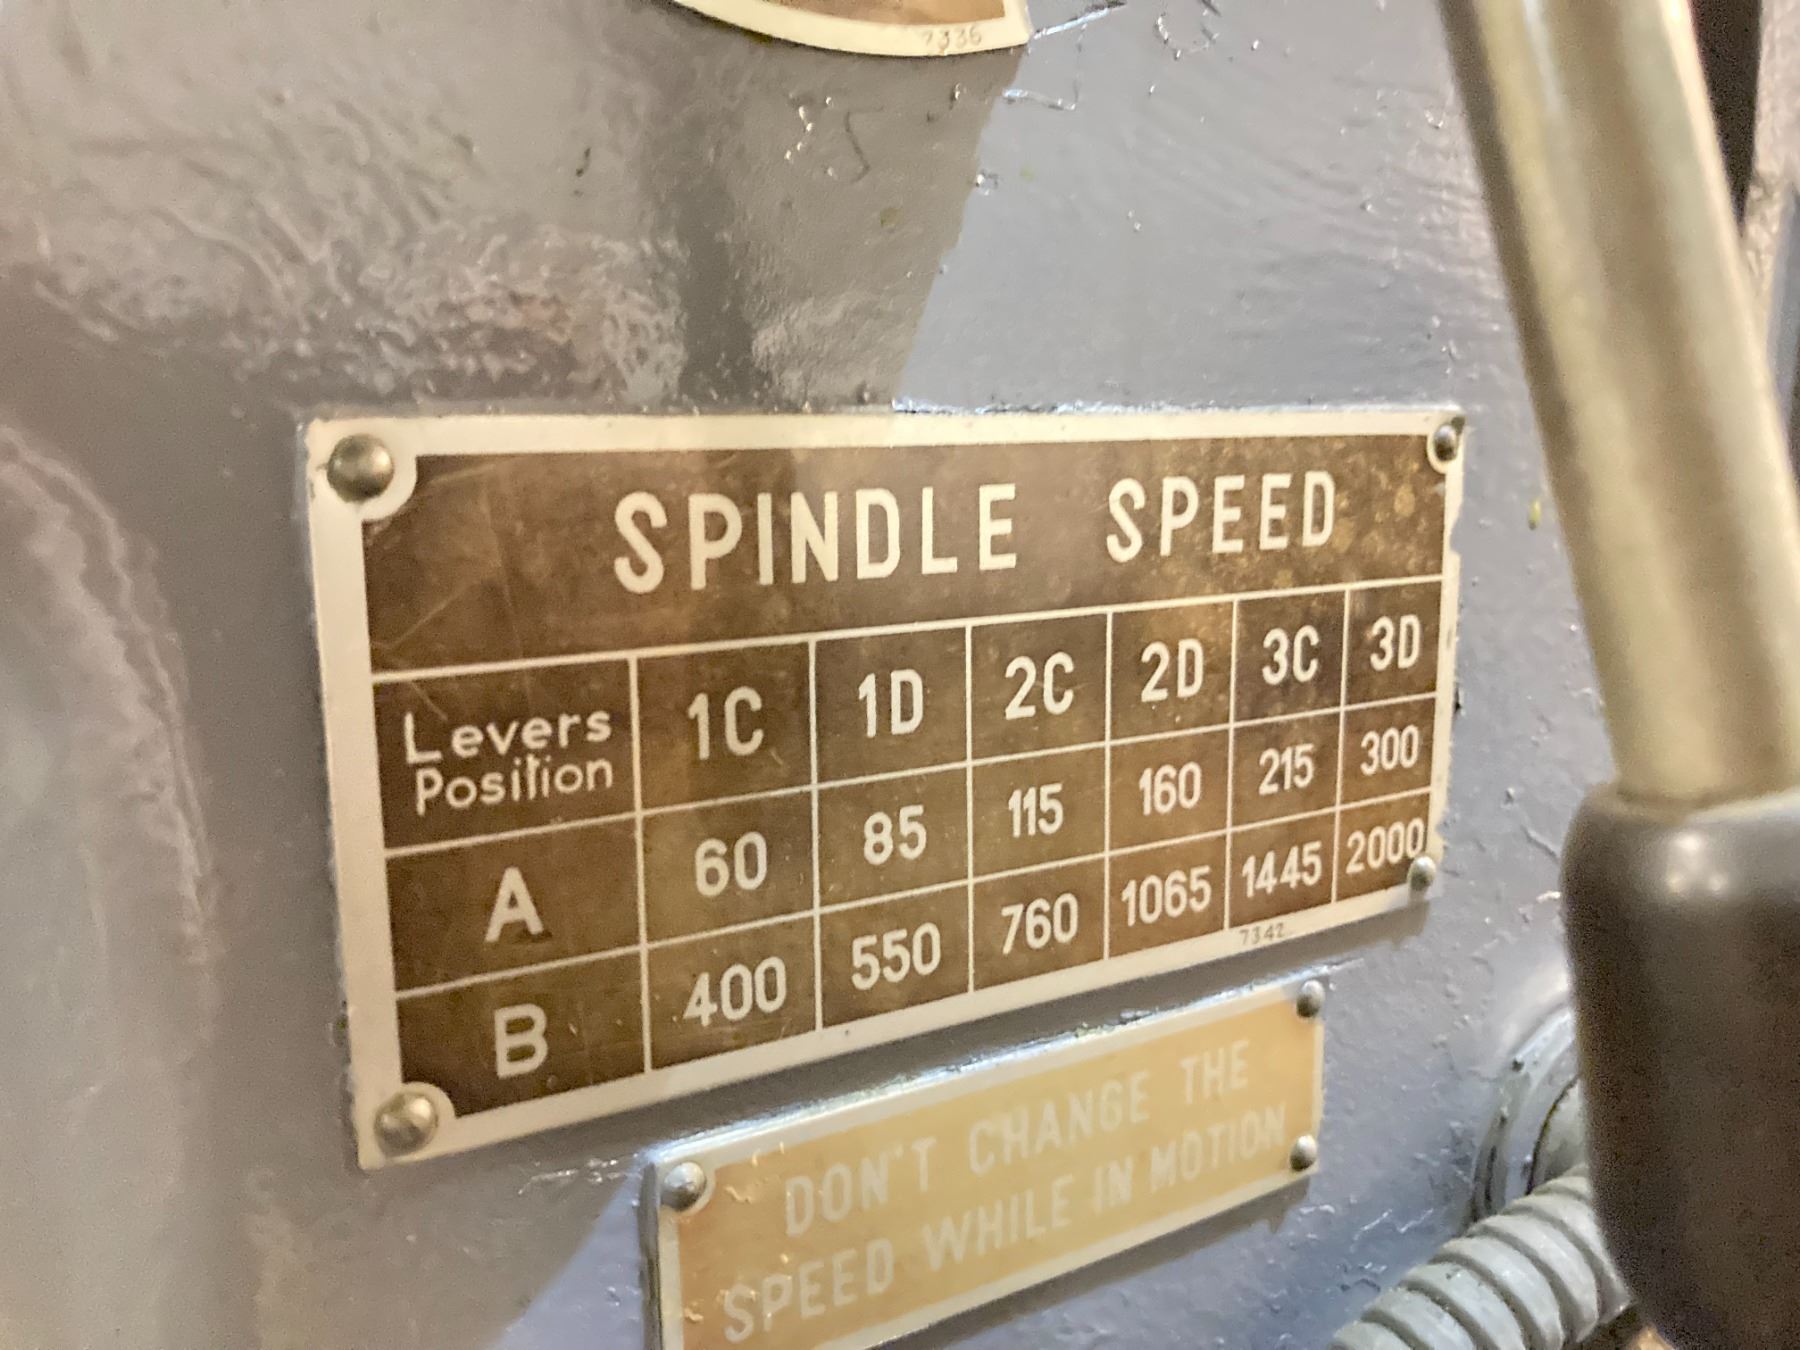 7336
SPINDLE SPEED
Levers Position 1C 1D 2C 2D 3C 3D
A 60 85 115 160 215 300
B 400 550 760 1065 1445 2000
7342
DON'T CHANGE THE
SPEED WHILE IN MOTION